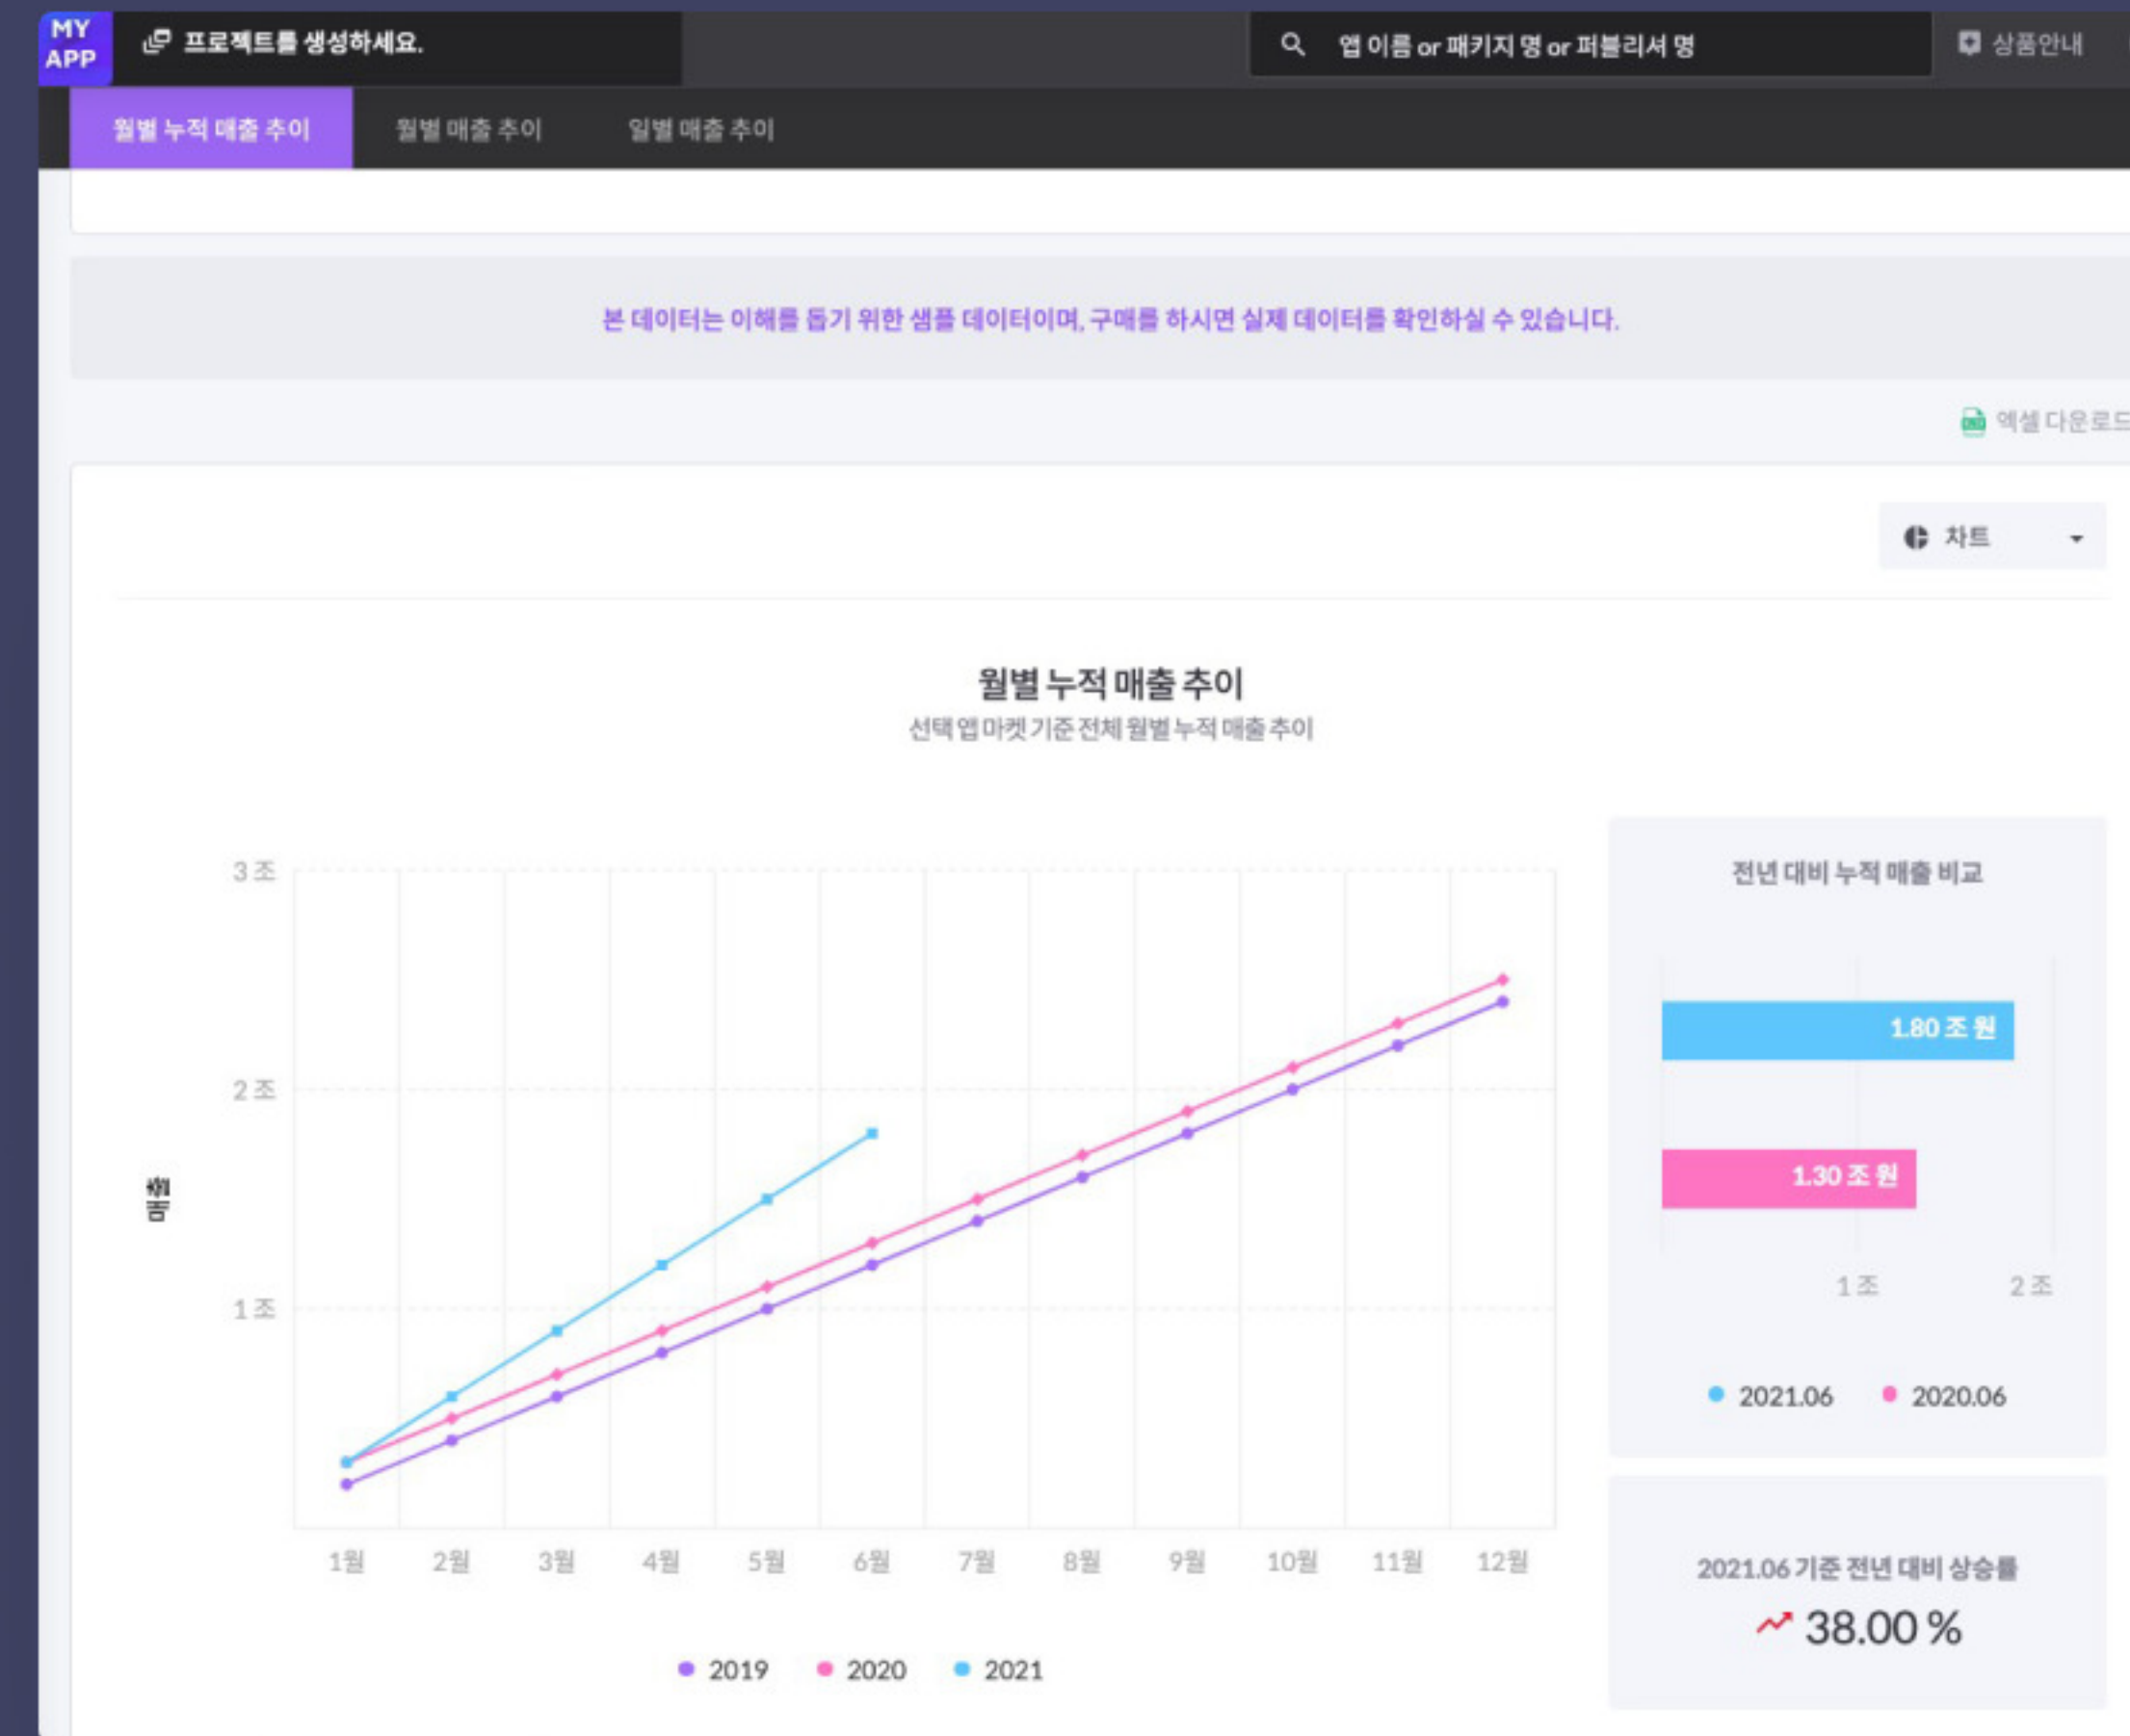 MY
APP
프로젝트를 생성하세요.
앱 이름 or 패키지 명 or 퍼블리셔 명
상품안내
월별 누적 매출 추이
월별 매출 추이
일별 매출 추이
본 데이터는 이해를 돕기 위한 샘플 데이터이며, 구매를 하시면 실제 데이터를 확인하실 수 있습니다.
엑셀 다운로드
차트
월별 누적 매출 추이
선택 앱 마켓 기준 전체 월별 누적 매출 추이
매출
3 조
2 조
1 조
1월
2월
3월
4월
5월
6월
7월
8월
9월
10월
11월
12월
2019
2020
2021
전년 대비 누적 매출 비교
1.80 조 원
1.30 조 원
1 조
2 조
2021.06
2020.06
2021.06 기준 전년 대비 상승률
38.00 %